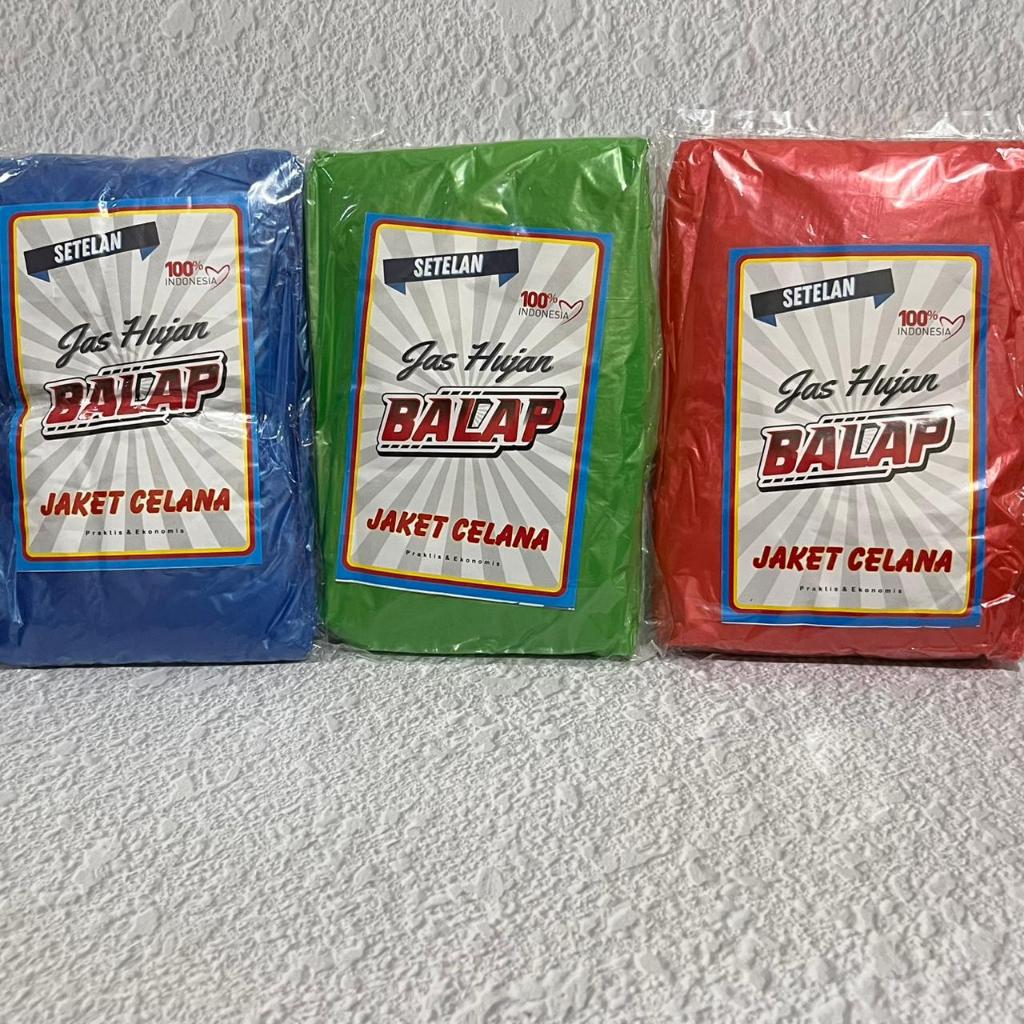 SETELAN
100%
INDONESIA
Jas Hujan
BALAP
JAKET CELANA
Praktis & Ekonomis
SETELAN
100%
INDONESIA
Jas Hujan
BALAP
JAKET CELANA
Praktis & Ekonomis
SETELAN
100%
INDONESIA
Jas Hujan
BALAP
JAKET CELANA
Praktis & Ekonomis